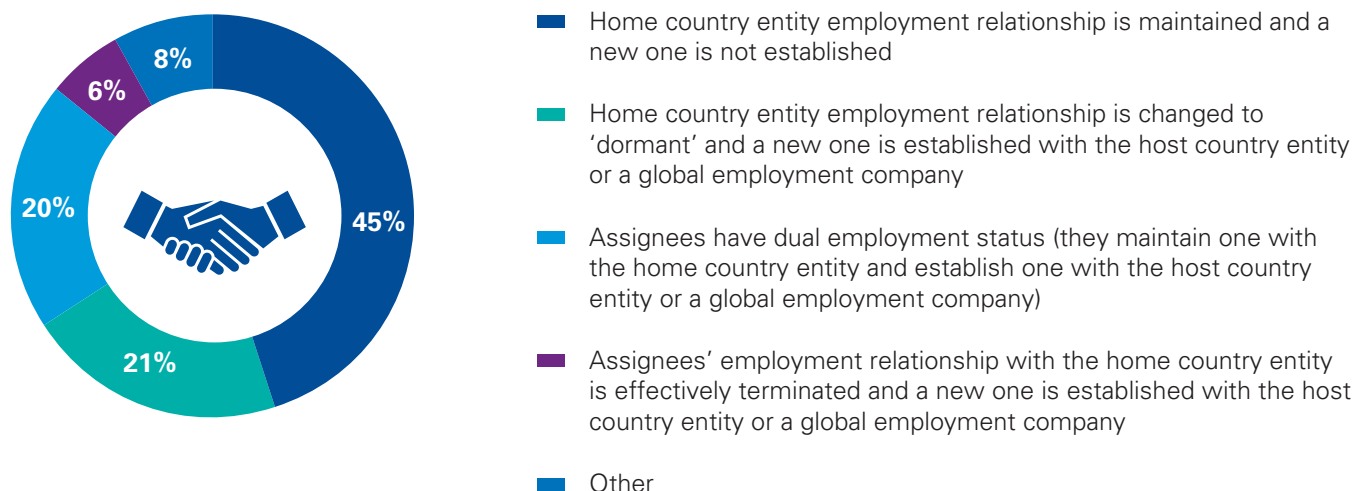 8%
6%
20%
45%
21%
Home country entity employment relationship is maintained and a
new one is not established
Home country entity employment relationship is changed to
‘dormant’ and a new one is established with the host country entity
or a global employment company
Assignees have dual employment status (they maintain one with
the home country entity and establish one with the host country
entity or a global employment company)
Assignees’ employment relationship with the home country entity
is effectively terminated and a new one is established with the host
country entity or a global employment company
Other